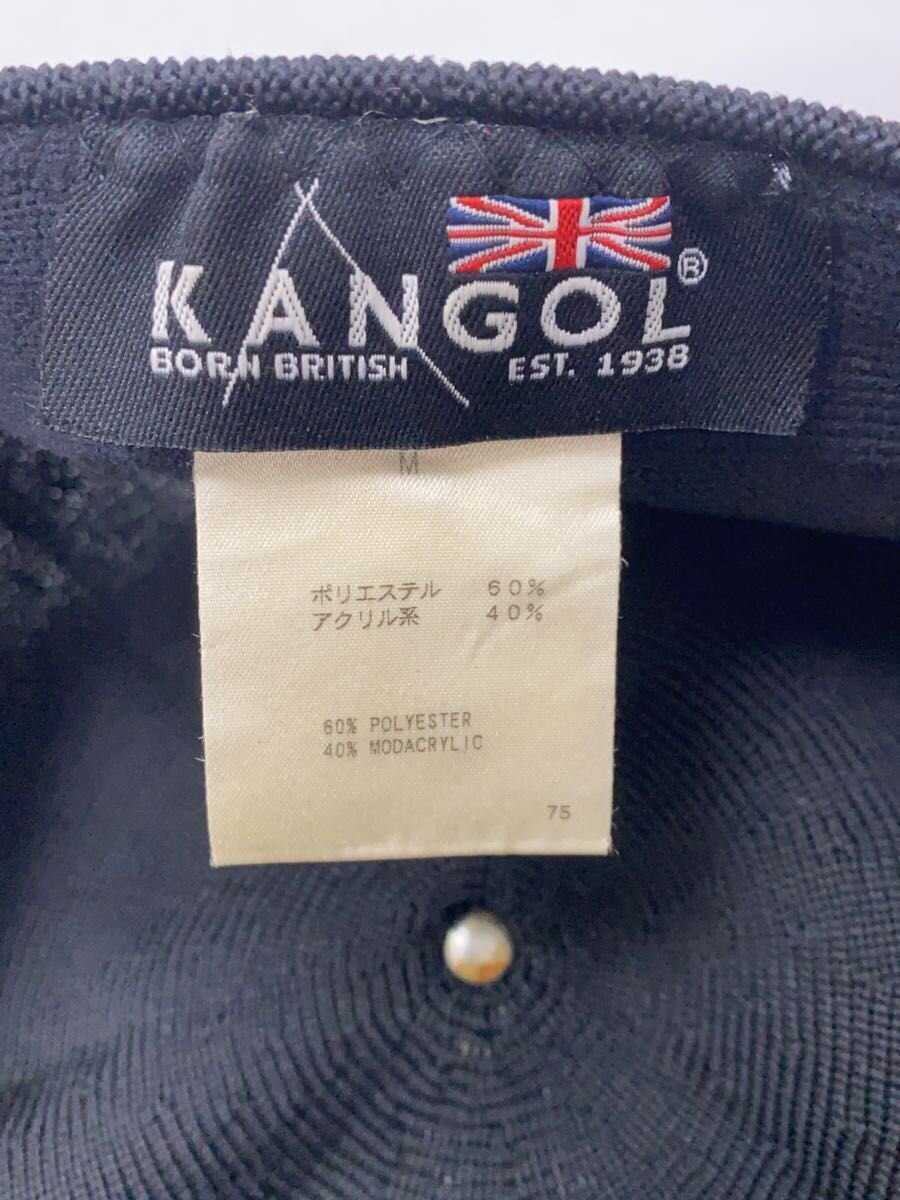 KANGOL®
BORN BRITISH EST. 1938
M
ポリエステル 60%
アクリル系 40%
60% POLYESTER
40% MODACRYLIC
75